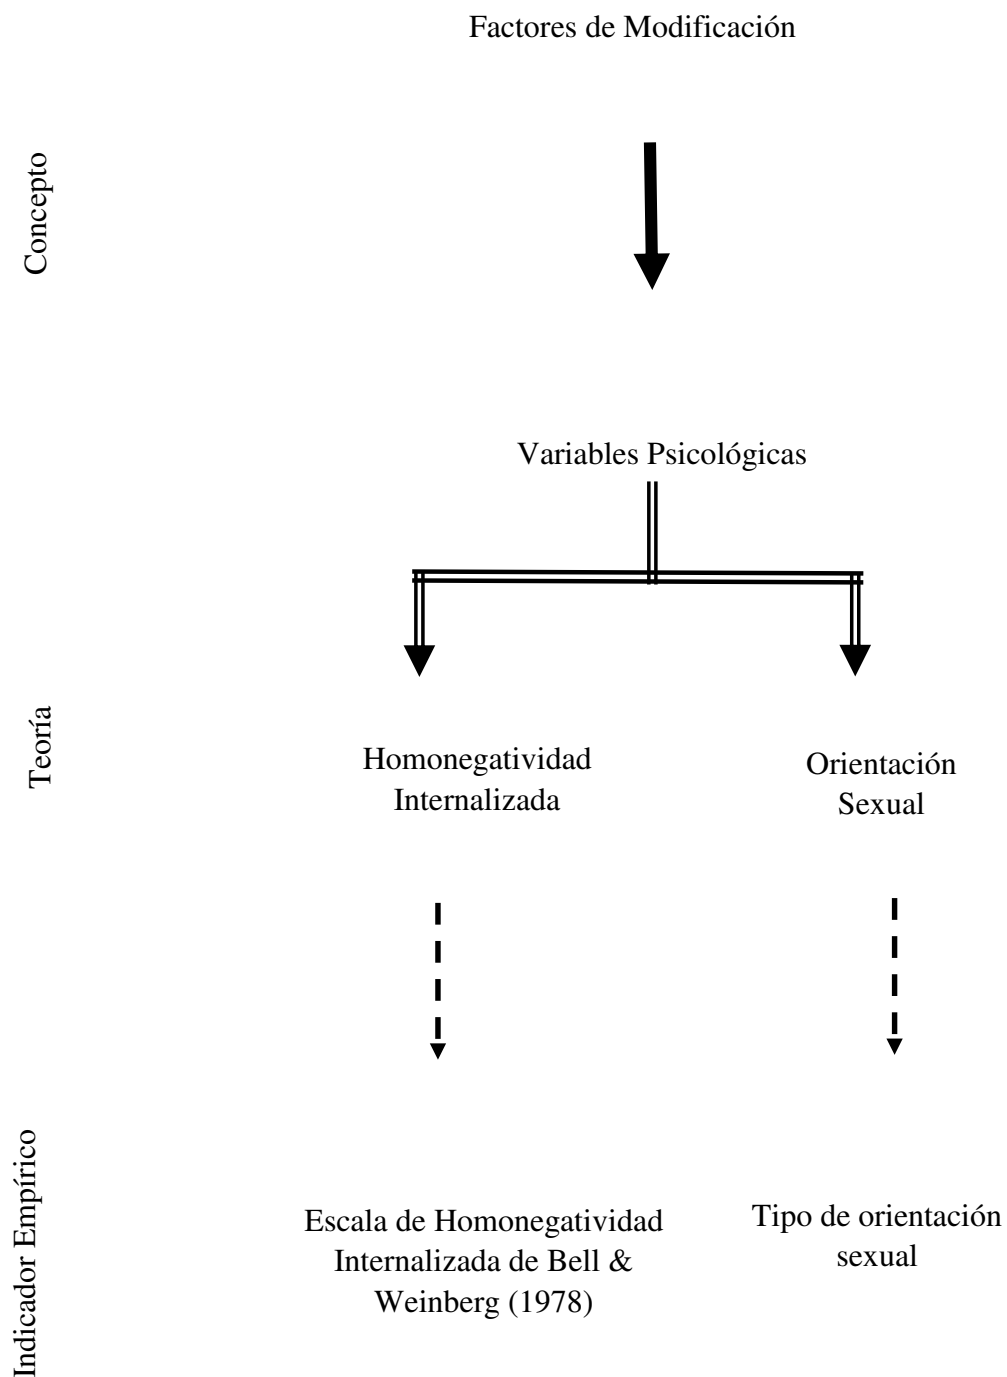 Factores de Modificación
Concepto
Variables Psicológicas
Teoría
Homonegatividad
Internalizada
Orientación
Sexual
Indicador Empírico
Escala de Homonegatividad
Internalizada de Bell &
Weinberg (1978)
Tipo de orientación
sexual